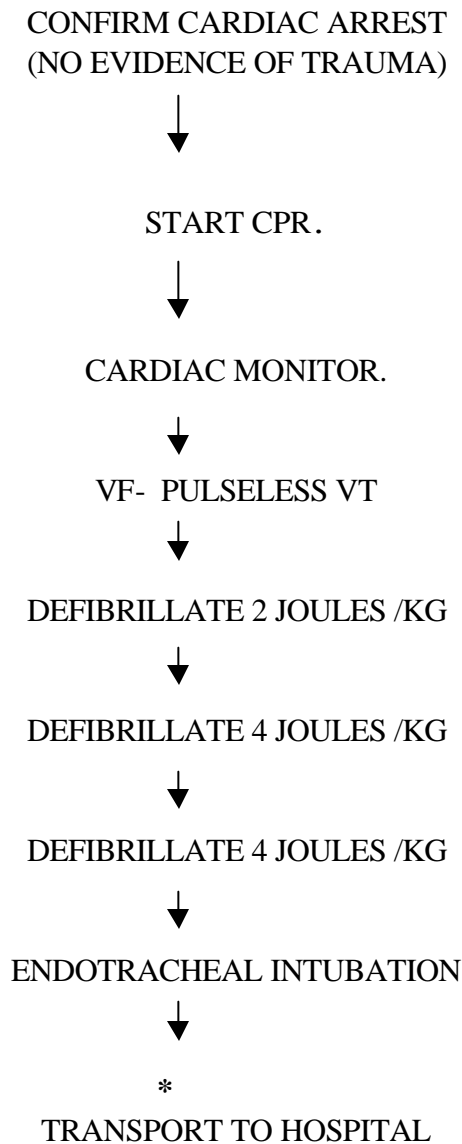 CONFIRM CARDIAC ARREST
(NO EVIDENCE OF TRAUMA)
START CPR.
CARDIAC MONITOR.
VF- PULSELESS VT
DEFIBRILLATE 2 JOULES /KG
DEFIBRILLATE 4 JOULES /KG
DEFIBRILLATE 4 JOULES /KG
ENDOTRACHEAL INTUBATION
*
TRANSPORT TO HOSPITAL